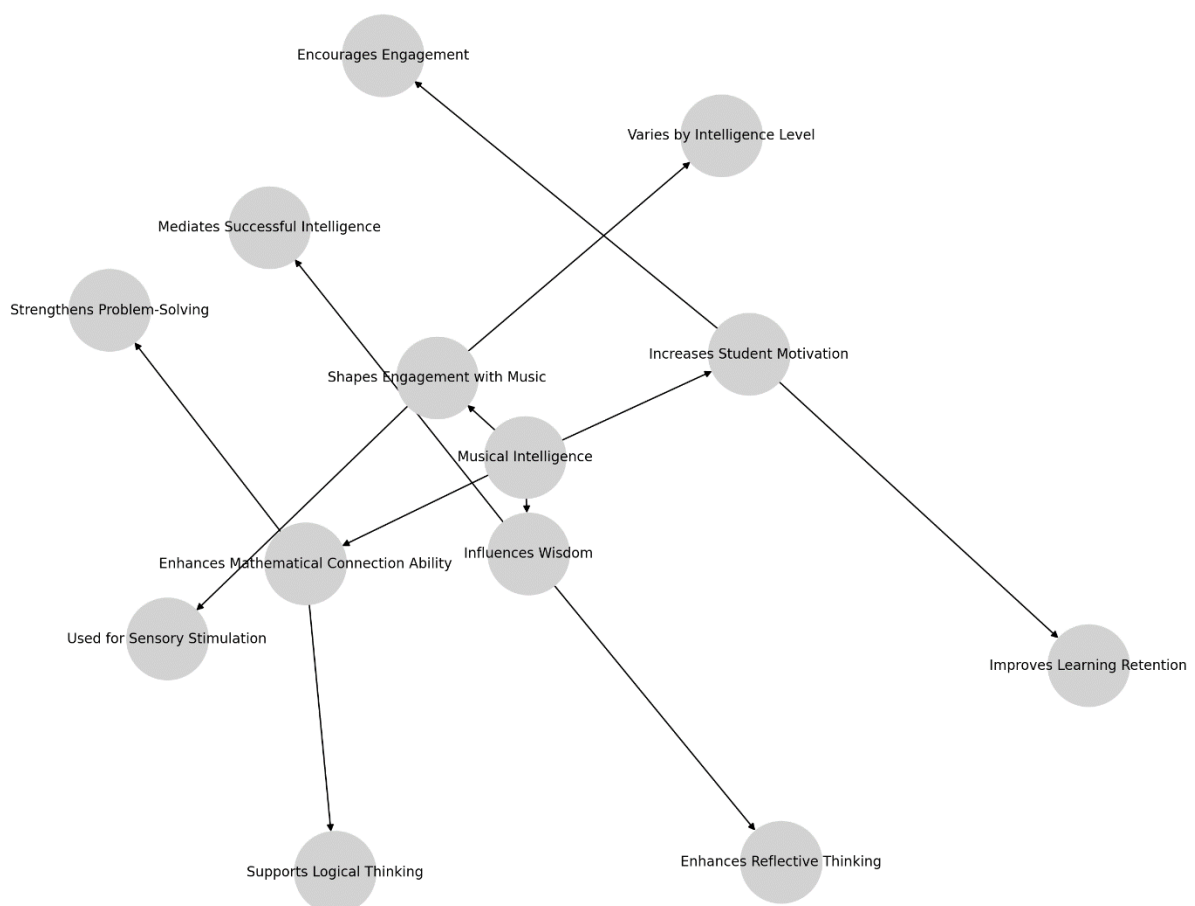 Encourages Engagement
Varies by Intelligence Level
Mediates Successful Intelligence
Strengthens Problem-Solving
Increases Student Motivation
Shapes Engagement with Music
Musical Intelligence
Influences Wisdom
Enhances Mathematical Connection Ability
Used for Sensory Stimulation
Improves Learning Retention
Enhances Reflective Thinking
Supports Logical Thinking